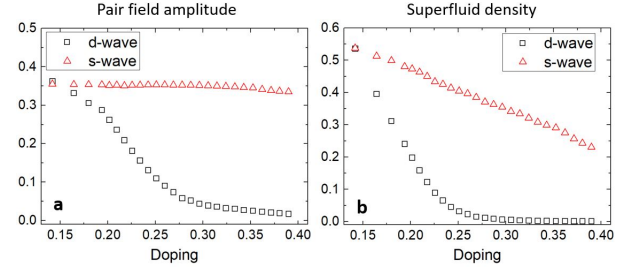 Pair field amplitude
0.5
0.4
0.3
0.2
0.1
0.0
d-wave
s-wave
a
0.15 0.20 0.25 0.30 0.35 0.40
Doping
Superfluid density
0.6
0.5
0.4
0.3
0.2
0.1
0.0
d-wave
s-wave
b
0.15 0.20 0.25 0.30 0.35 0.40
Doping